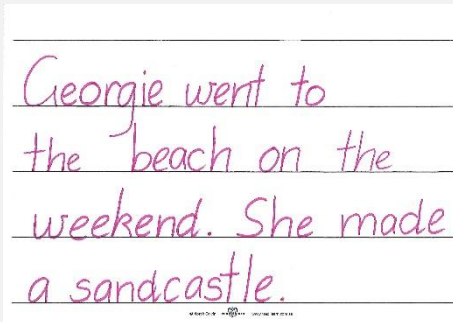 Georgie went to
the beach on the
weekend. She made
a sandcastle.